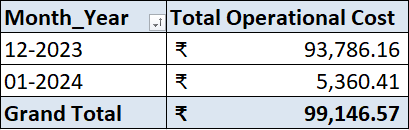 Month_Year Total Operational Cost
12-2023 ₹ 93,786.16
01-2024 ₹ 5,360.41
Grand Total ₹ 99,146.57